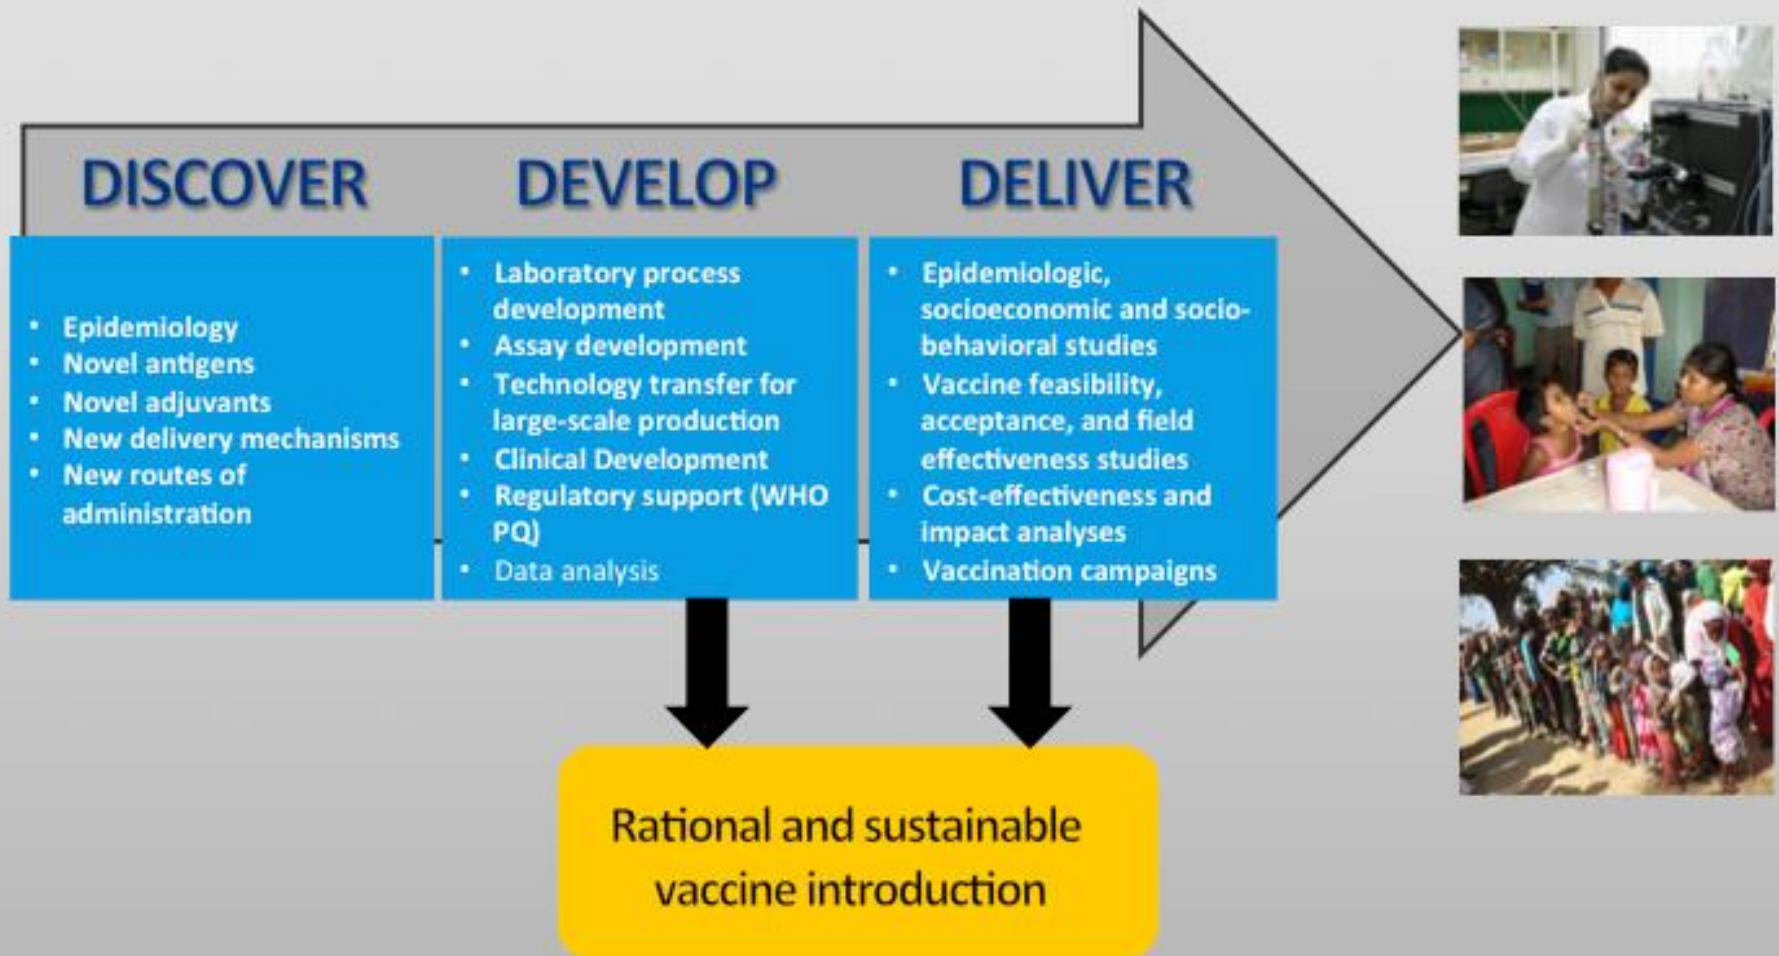 DISCOVER
DEVELOP
DELIVER
• Epidemiology
• Novel antigens
• Novel adjuvants
• New delivery mechanisms
• New routes of
administration
• Laboratory process
development
• Assay development
• Technology transfer for
large-scale production
• Clinical Development
• Regulatory support (WHO
PQ)
• Data analysis
• Epidemiologic,
socioeconomic and socio-
behavioral studies
• Vaccine feasibility,
acceptance, and field
effectiveness studies
• Cost-effectiveness and
impact analyses
• Vaccination campaigns
Rational and sustainable
vaccine introduction